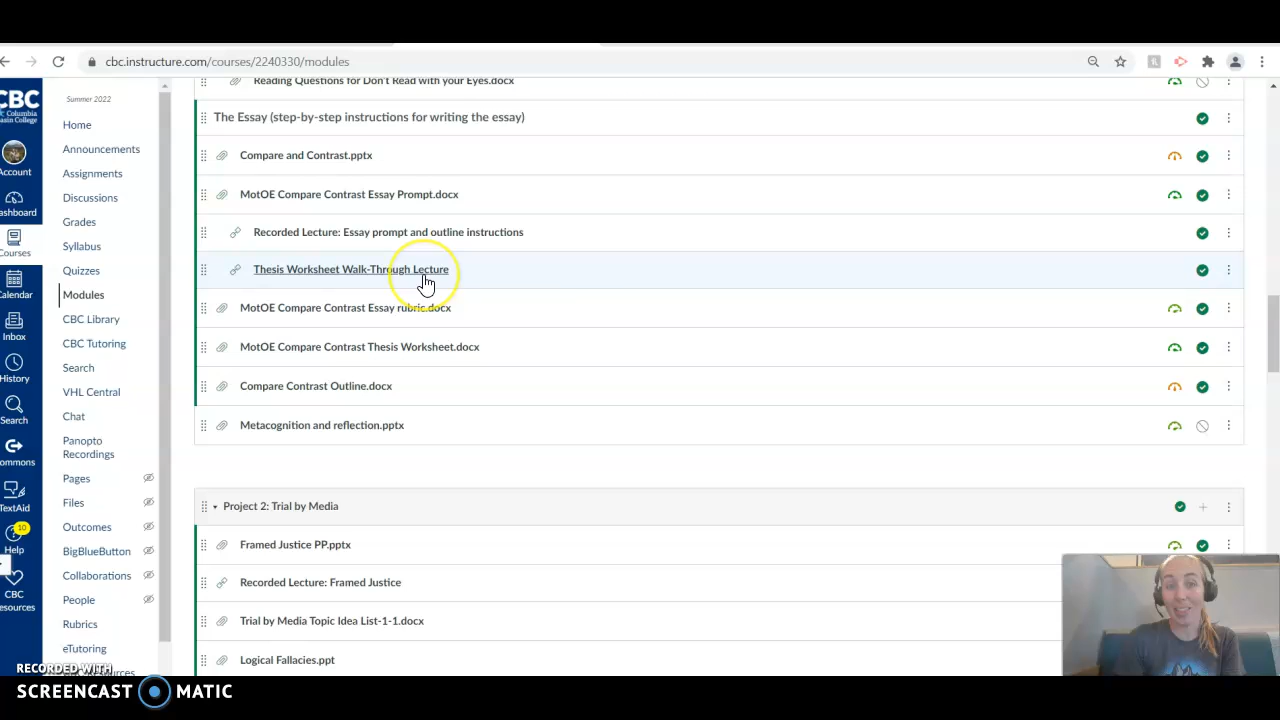 cbc.instructure.com/courses/2240330/modules
CBC
Columbia
Basin College
Account
Dashboard
Courses
Calendar
Inbox
History
Search
Commons
TextAid
10
Help
CBC
Resources
Summer 2022
Home
Announcements
Assignments
Discussions
Grades
Syllabus
Quizzes
Modules
CBC Library
CBC Tutoring
Search
VHL Central
Chat
Panopto
Recordings
Pages
Files
Outcomes
BigBlueButton
Collaborations
People
Rubrics
eTutoring
CBC Resources
Reading Questions for Don't Read with your Eyes.docx
The Essay (step-by-step instructions for writing the essay)
Compare and Contrast.pptx
MotOE Compare Contrast Essay Prompt.docx
Recorded Lecture: Essay prompt and outline instructions
Thesis Worksheet Walk-Through Lecture
MotOE Compare Contrast Essay rubric.docx
MotOE Compare Contrast Thesis Worksheet.docx
Compare Contrast Outline.docx
Metacognition and reflection.pptx
Project 2: Trial by Media
Framed Justice PP.pptx
Recorded Lecture: Framed Justice
Trial by Media Topic Idea List-1-1.docx
Logical Fallacies.ppt
RECORDED WITH
SCREENCAST MATIC